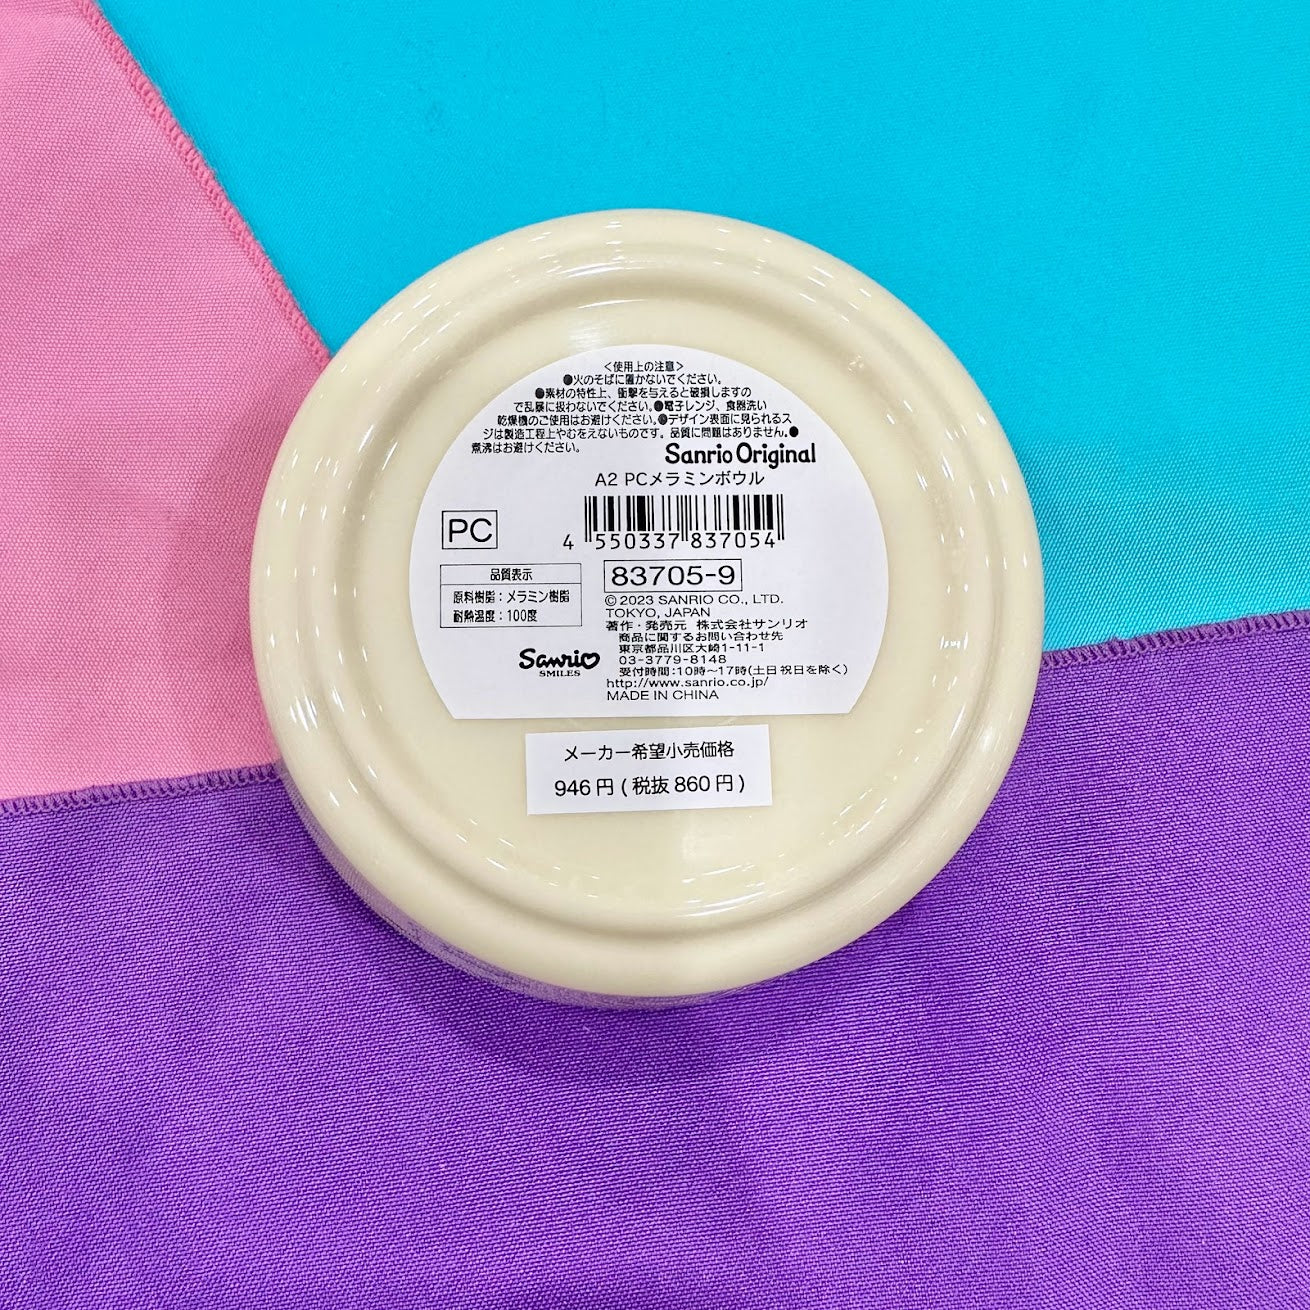 <使用上の注意>
●火のそばに置かないでください。
●素材の特性上、衝撃を与えると破損しますの
で乱暴に扱わないでください。●電子レンジ、食器洗い
乾燥機のご使用はお避けください。●デザイン表面に見られるス
ジは製造工程上やむをえないものです。品質に問題はありません。●
煮沸はお避けください。
Sanrio Original
A2 PCメラミンボウル
PC
4 550337 837054
品質表示
原料樹脂：メラミン樹脂
耐熱温度：100度
83705-9
© 2023 SANRIO CO., LTD.
TOKYO, JAPAN
著作・発売元 株式会社サンリオ
商品に関するお問い合わせ先
東京都品川区大崎1-11-1
03-3779-8148
受付時間：10時～17時(土日祝日を除く)
http://www.sanrio.co.jp/
MADE IN CHINA
Sanrio
SMILES
メーカー希望小売価格
946円(税抜860円)